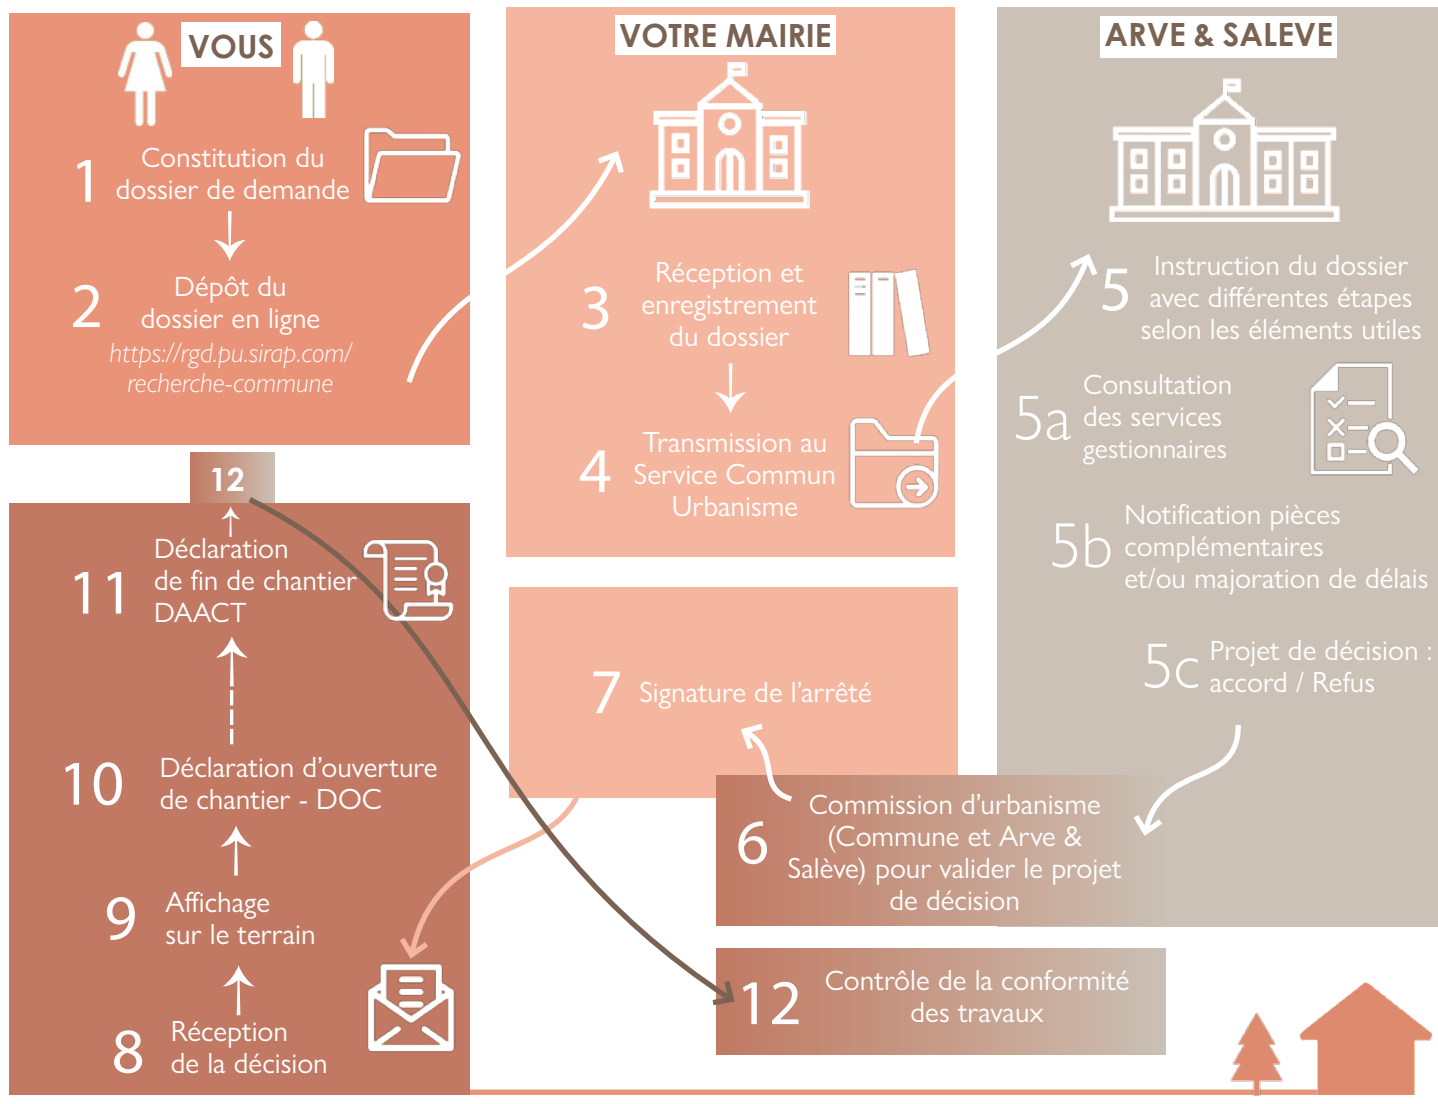 VOUS
1
Constitution du
dossier de demande
2
Dépôt du
dossier en ligne
https://rgd.pu.sirap.com/
recherche-commune
VOTRE MAIRIE
3
Réception et
enregistrement
du dossier
4
Transmission au
Service Commun
Urbanisme
ARVE & SALEVE
5
Instruction du dossier
avec différentes étapes
selon les éléments utiles
5a
Consultation
des services
gestionnaires
5b
Notification pièces
complémentaires
et/ou majoration de délais
5c
Projet de décision :
accord / Refus
6
Commission d'urbanisme
(Commune et Arve &
Salève) pour valider le projet
de décision
7
Signature de l'arrêté
8
Réception
de la décision
9
Affichage
sur le terrain
10
Déclaration d'ouverture
de chantier - DOC
11
Déclaration
de fin de chantier
DAACT
12
12
Contrôle de la conformité
des travaux